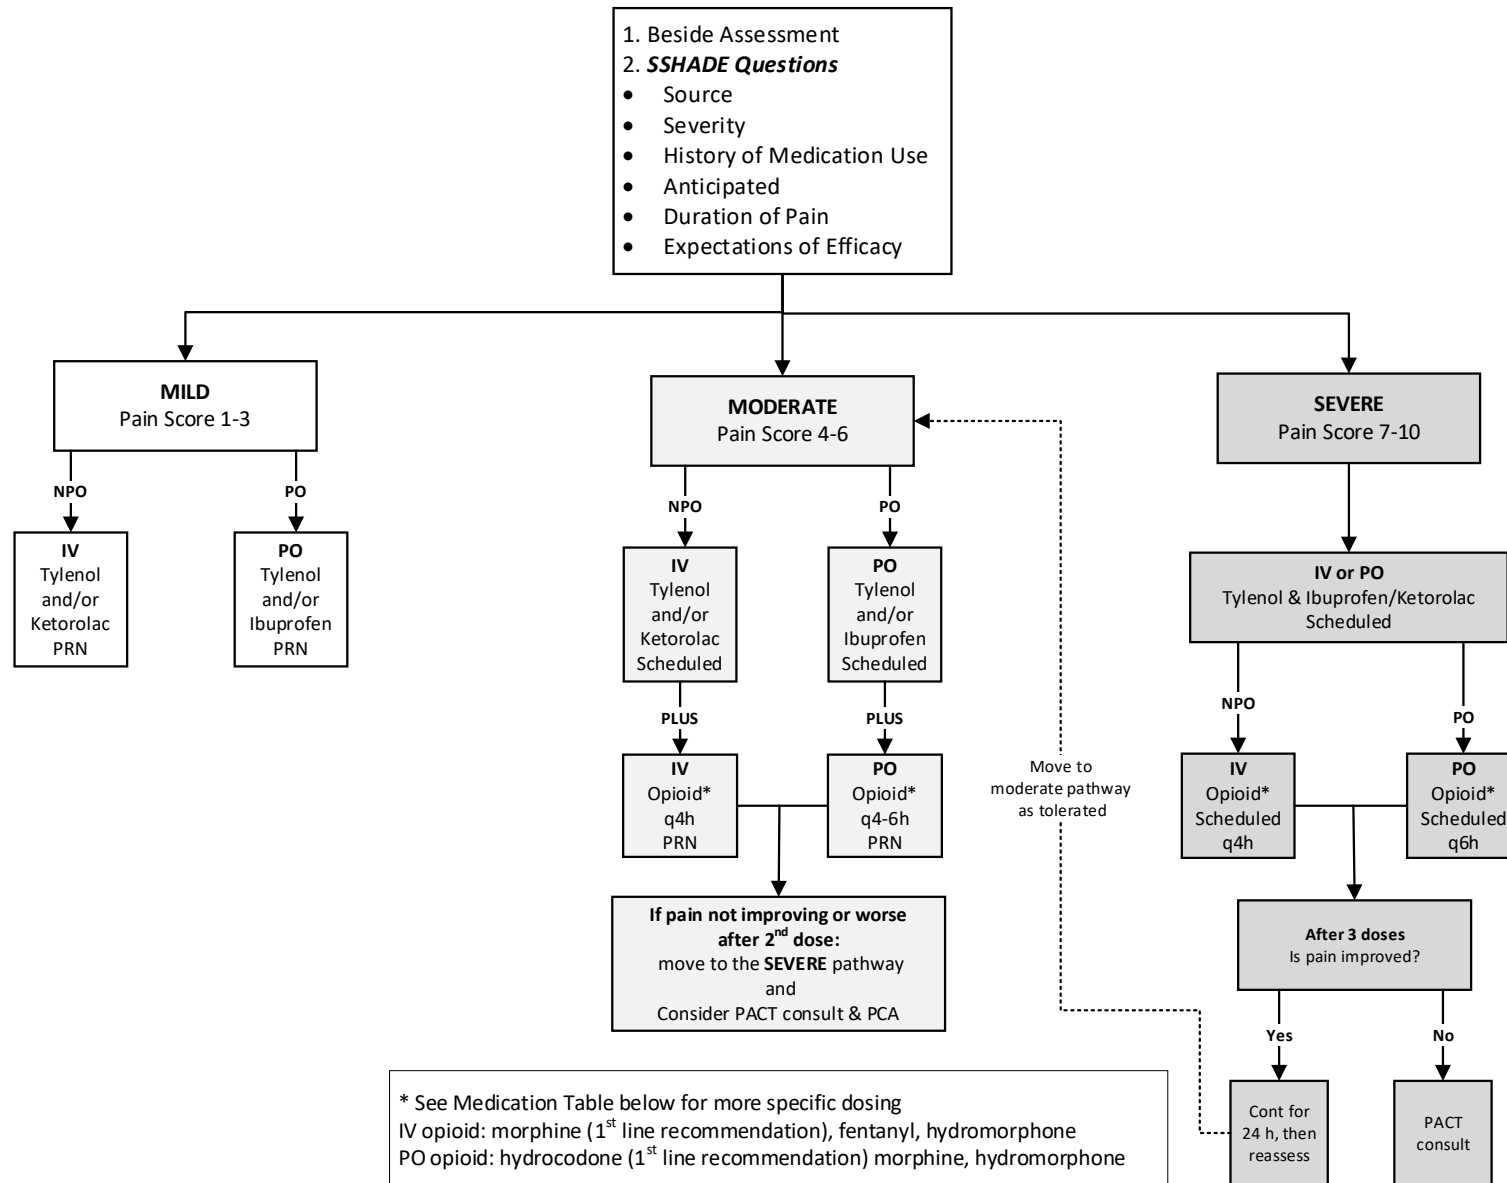 1. Beside Assessment
2. SSHADE Questions
• Source
• Severity
• History of Medication Use
• Anticipated
• Duration of Pain
• Expectations of Efficacy
MILD
Pain Score 1-3
NPO
PO
IV
Tylenol
and/or
Ketorolac
PRN
PO
Tylenol
and/or
Ibuprofen
PRN
MODERATE
Pain Score 4-6
NPO
PO
IV
Tylenol
and/or
Ketorolac
Scheduled
PO
Tylenol
and/or
Ibuprofen
Scheduled
PLUS
PLUS
IV
Opioid*
q4h
PRN
PO
Opioid*
q4-6h
PRN
If pain not improving or worse
after 2nd dose:
move to the SEVERE pathway
and
Consider PACT consult & PCA
Move to
moderate pathway
as tolerated
SEVERE
Pain Score 7-10
IV or PO
Tylenol & Ibuprofen/Ketorolac
Scheduled
NPO
PO
IV
Opioid*
Scheduled
q4h
PO
Opioid*
Scheduled
q6h
After 3 doses
Is pain improved?
Yes
No
Cont for
24 h, then
reassess
PACT
consult
* See Medication Table below for more specific dosing
IV opioid: morphine (1st line recommendation), fentanyl, hydromorphone
PO opioid: hydrocodone (1st line recommendation) morphine, hydromorphone